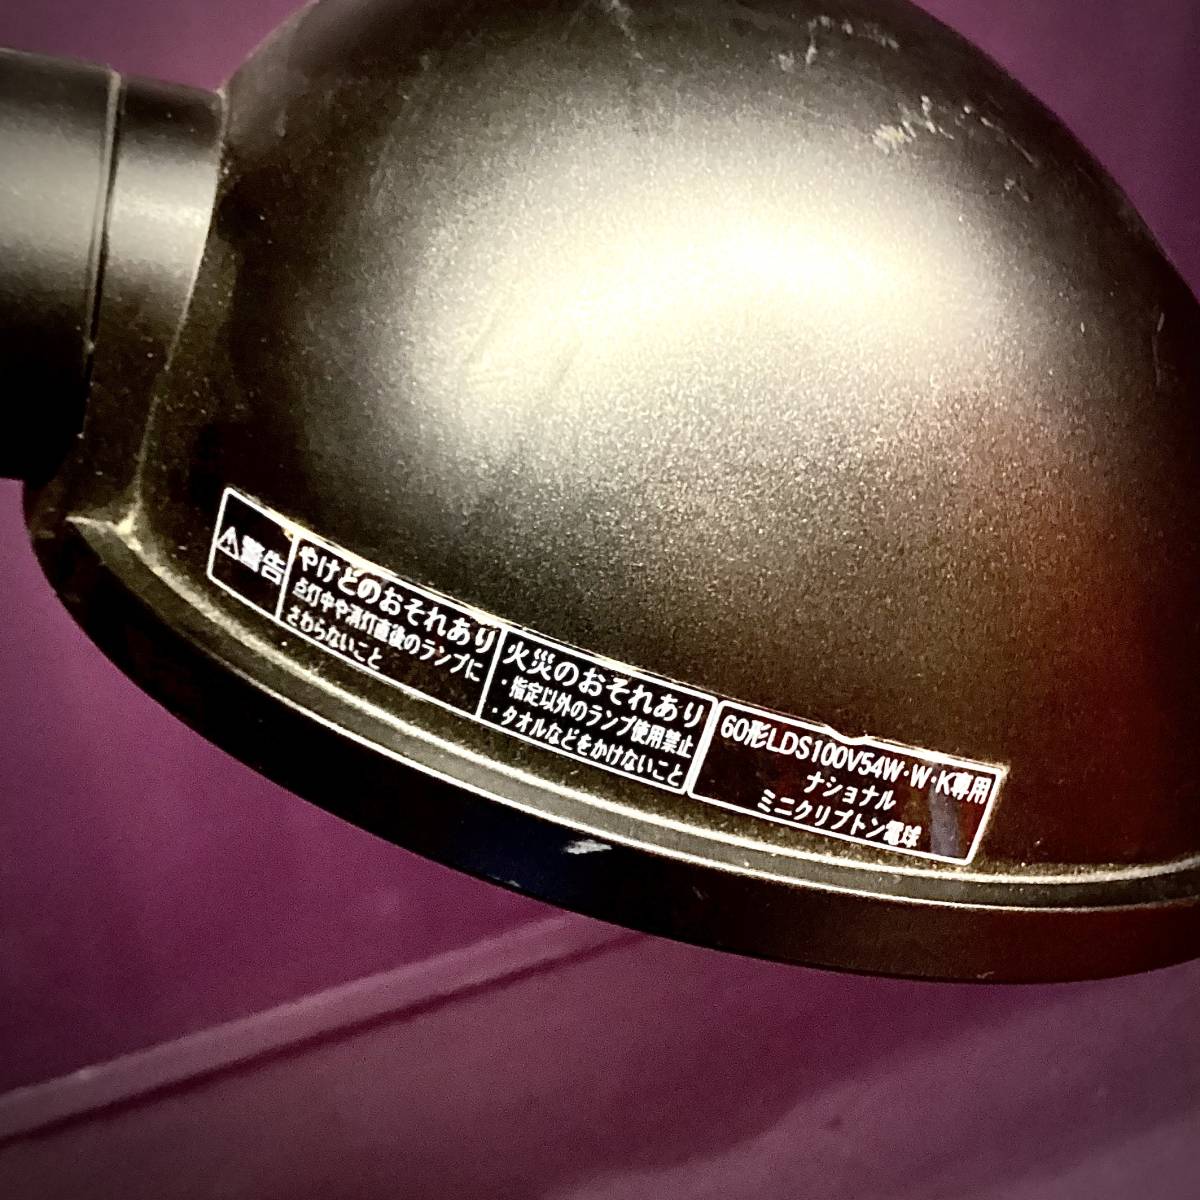 ⚠警告
やけどのおそれあり
点灯中や消灯直後のランプに
さわらないこと
火災のおそれあり
・指定以外のランプ使用禁止
・タオルなどをかけないこと
60形LDS100V54W・W・K専用
ナショナル
ミニクリプトン電球